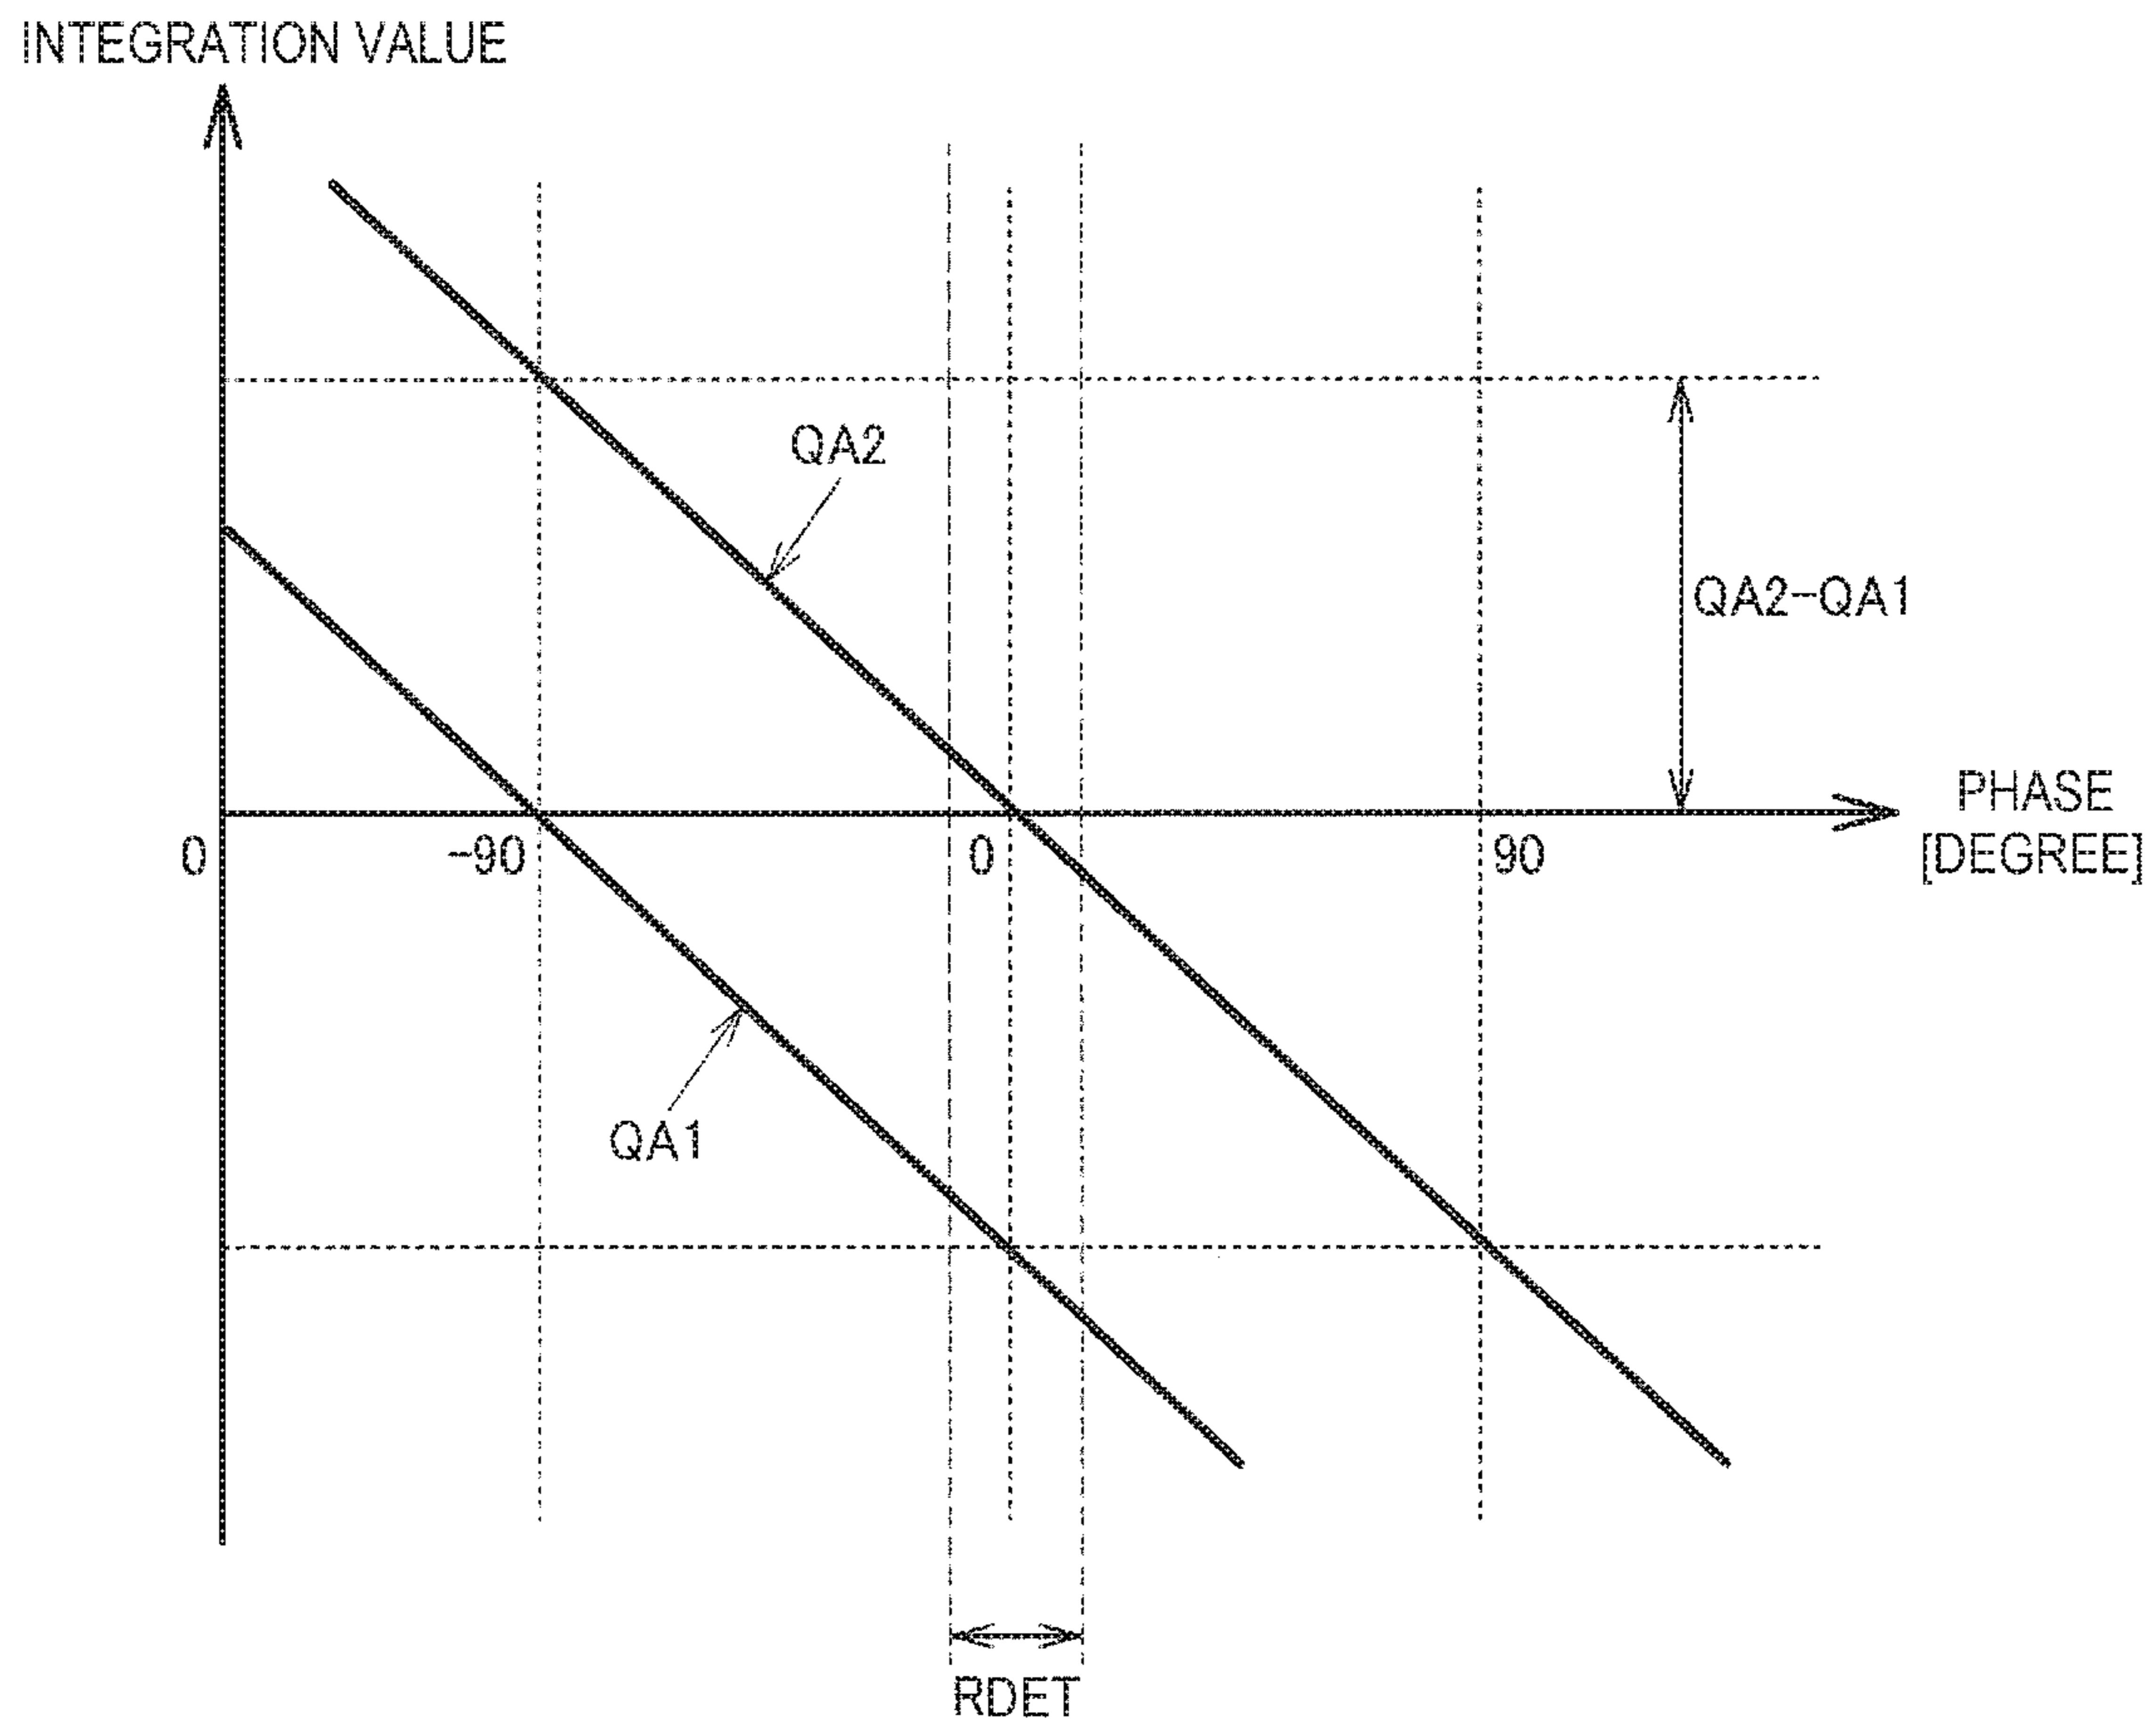 INTEGRATION VALUE
QA2
QA2-QA1
PHASE
[DEGREE]
0
-90
0
90
QA1
RDET